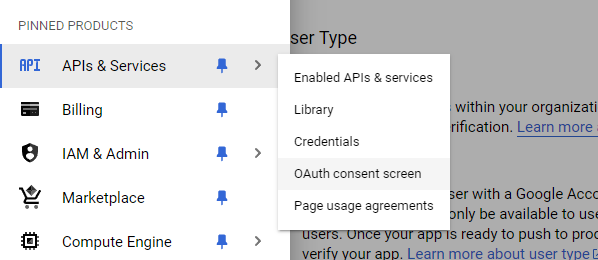 PINNED PRODUCTS
ser Type
API APIs & Services
Enabled APIs & services
Billing
within your organizati
Library
rification. Learn more a
Credentials
IAM & Admin
OAuth consent screen
ser with a Google Acco
Marketplace
Page usage agreements
only be available to use
users. Once your app is ready to push to proc
Compute Engine
verify your app. Learn more about user type